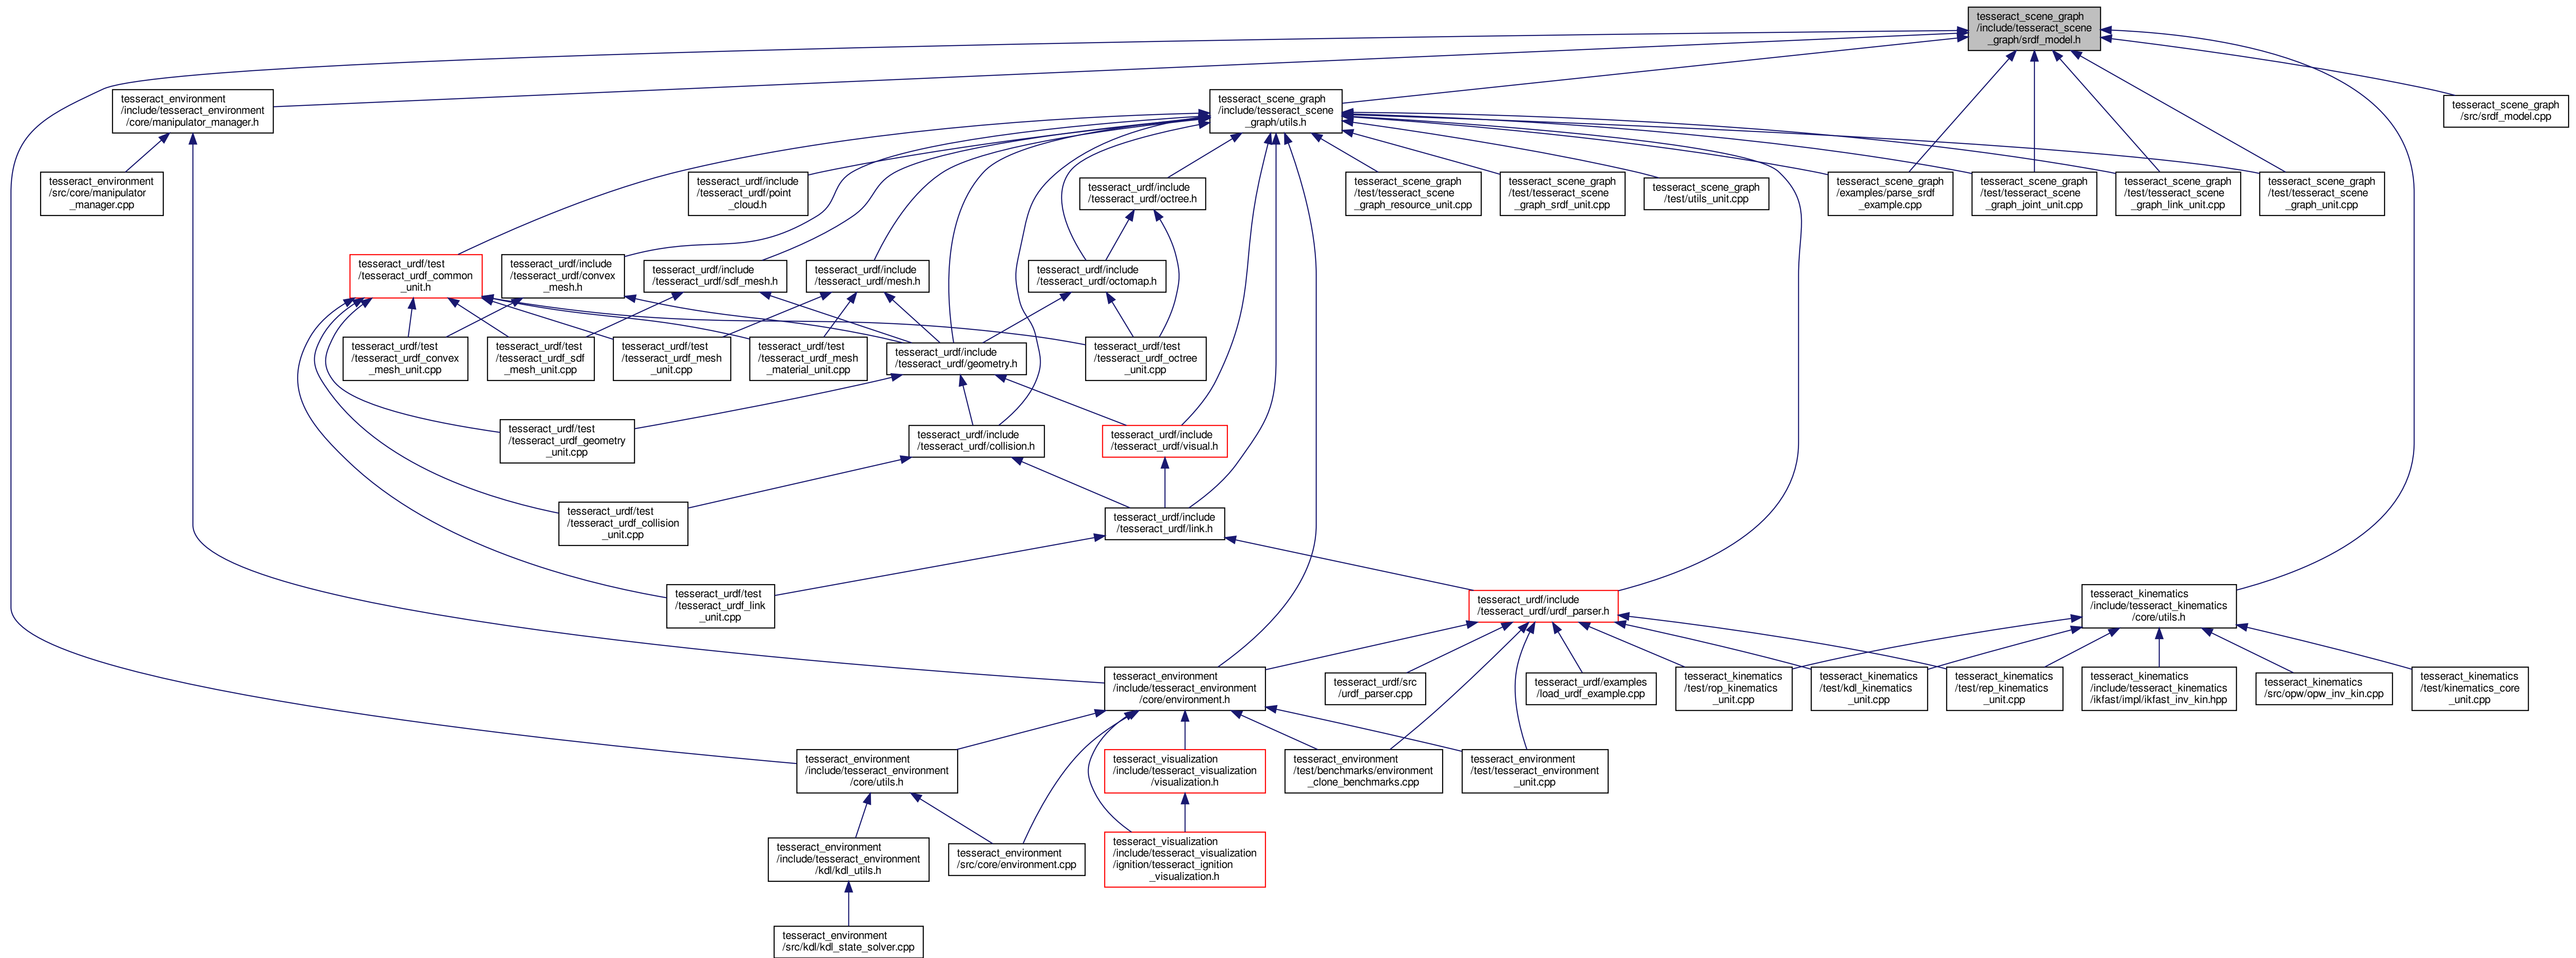 tesseract_scene_graph
/include/tesseract_scene
_graph/srdf_model.h
tesseract_environment
/include/tesseract_environment
/core/manipulator_manager.h
tesseract_scene_graph
/include/tesseract_scene
_graph/utils.h
tesseract_scene_graph
/src/srdf_model.cpp
tesseract_environment
/src/core/manipulator
_manager.cpp
tesseract_urdf/include
/tesseract_urdf/point
_cloud.h
tesseract_urdf/include
/tesseract_urdf/octree.h
tesseract_scene_graph
/test/tesseract_scene
_graph_resource_unit.cpp
tesseract_scene_graph
/test/tesseract_scene
_graph_srdf_unit.cpp
tesseract_scene_graph
/test/utils_unit.cpp
tesseract_scene_graph
/examples/parse_srdf
_example.cpp
tesseract_scene_graph
/test/tesseract_scene
_graph_joint_unit.cpp
tesseract_scene_graph
/test/tesseract_scene
_graph_link_unit.cpp
tesseract_scene_graph
/test/tesseract_scene
_graph_unit.cpp
tesseract_urdf/test
/tesseract_urdf_common
_unit.h
tesseract_urdf/include
/tesseract_urdf/convex
_mesh.h
tesseract_urdf/include
/tesseract_urdf/sdf_mesh.h
tesseract_urdf/include
/tesseract_urdf/mesh.h
tesseract_urdf/include
/tesseract_urdf/octomap.h
tesseract_urdf/test
/tesseract_urdf_convex
_mesh_unit.cpp
tesseract_urdf/test
/tesseract_urdf_sdf
_mesh_unit.cpp
tesseract_urdf/test
/tesseract_urdf_mesh
_unit.cpp
tesseract_urdf/test
/tesseract_urdf_mesh
_material_unit.cpp
tesseract_urdf/include
/tesseract_urdf/geometry.h
tesseract_urdf/test
/tesseract_urdf_octree
_unit.cpp
tesseract_urdf/test
/tesseract_urdf_geometry
_unit.cpp
tesseract_urdf/include
/tesseract_urdf/collision.h
tesseract_urdf/include
/tesseract_urdf/visual.h
tesseract_urdf/test
/tesseract_urdf_collision
_unit.cpp
tesseract_urdf/include
/tesseract_urdf/link.h
tesseract_urdf/test
/tesseract_urdf_link
_unit.cpp
tesseract_urdf/include
/tesseract_urdf/urdf_parser.h
tesseract_kinematics
/include/tesseract_kinematics
/core/utils.h
tesseract_environment
/include/tesseract_environment
/core/environment.h
tesseract_urdf/src
/urdf_parser.cpp
tesseract_urdf/examples
/load_urdf_example.cpp
tesseract_kinematics
/test/rop_kinematics
_unit.cpp
tesseract_kinematics
/test/kdl_kinematics
_unit.cpp
tesseract_kinematics
/test/rep_kinematics
_unit.cpp
tesseract_kinematics
/include/tesseract_kinematics
/ikfast/impl/ikfast_inv_kin.hpp
tesseract_kinematics
/src/opw/opw_inv_kin.cpp
tesseract_kinematics
/test/kinematics_core
_unit.cpp
tesseract_environment
/include/tesseract_environment
/core/utils.h
tesseract_visualization
/include/tesseract_visualization
/visualization.h
tesseract_environment
/test/benchmarks/environment
_clone_benchmarks.cpp
tesseract_environment
/test/tesseract_environment
_unit.cpp
tesseract_environment
/include/tesseract_environment
/kdl/kdl_utils.h
tesseract_environment
/src/core/environment.cpp
tesseract_visualization
/include/tesseract_visualization
/ignition/tesseract_ignition
_visualization.h
tesseract_environment
/src/kdl/kdl_state_solver.cpp